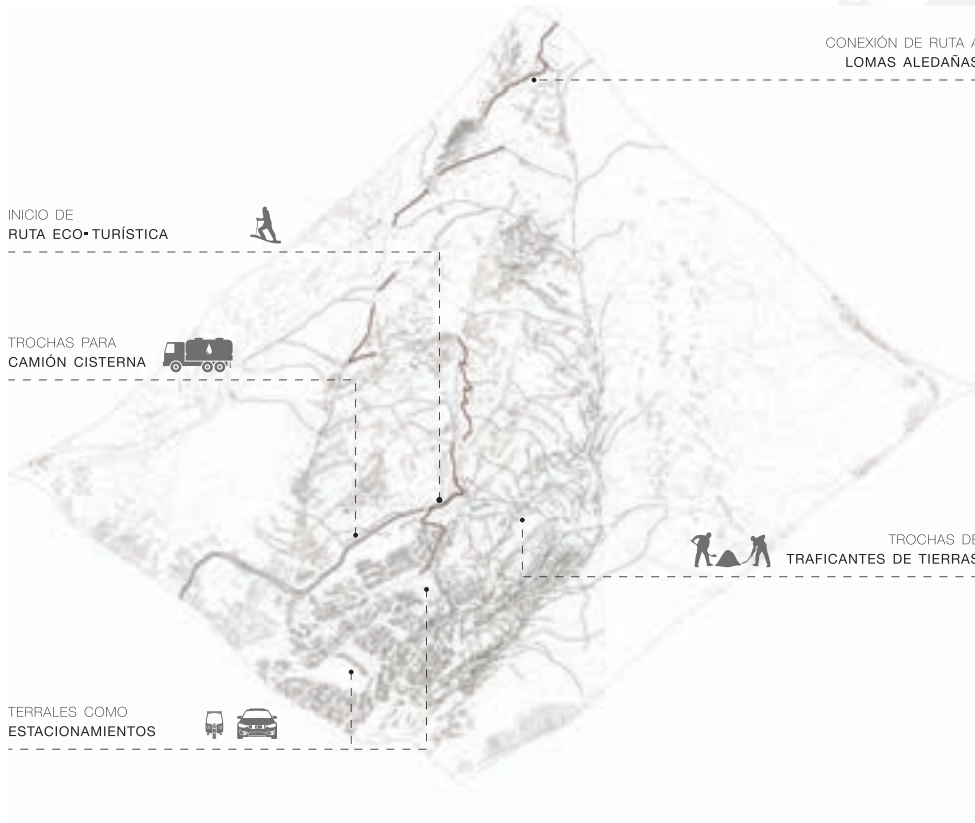 CONEXIÓN DE RUTA A
LOMAS ALEDAÑAS
INICIO DE
RUTA ECO-TURÍSTICA
TROCHAS PARA
CAMIÓN CISTERNA
TROCHAS DE
TRAFICANTES DE TIERRAS
TERRALES COMO
ESTACIONAMIENTOS